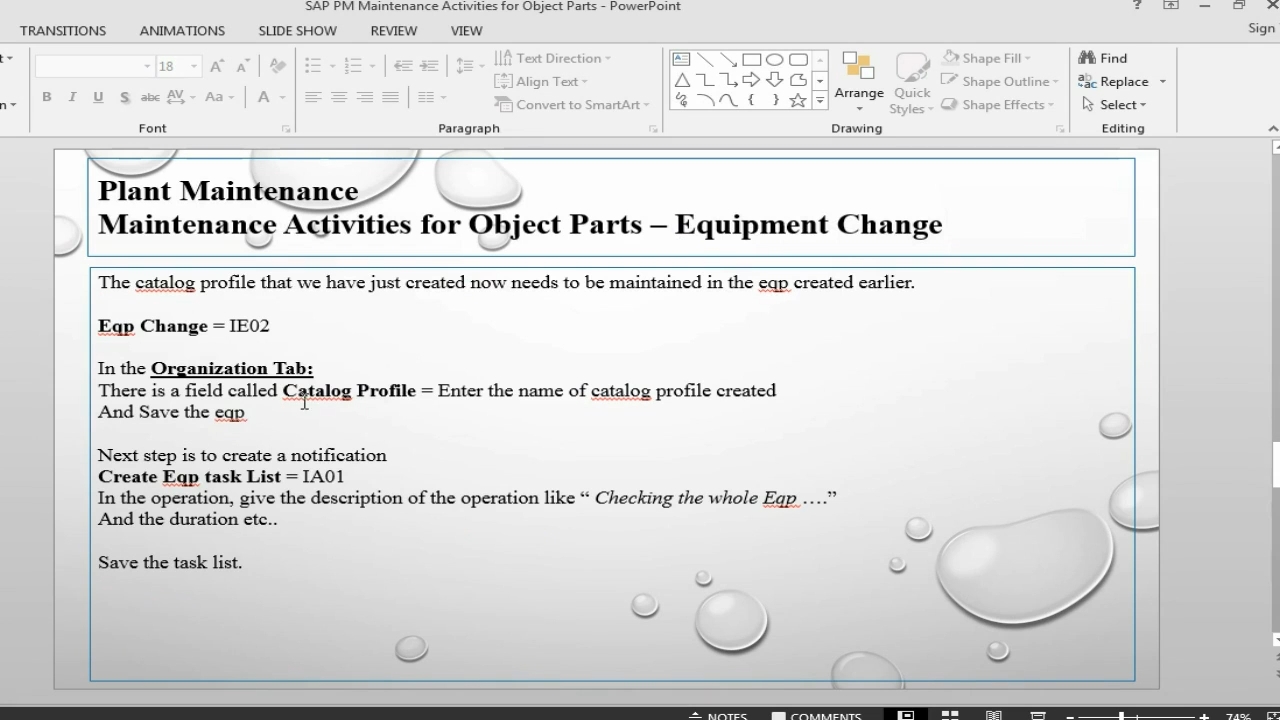 SAP PM Maintenance Activities for Object Parts - PowerPoint
?
TRANSITIONS ANIMATIONS SLIDE SHOW REVIEW VIEW Sign
18 A A Text Direction Shape Fill Find
Align Text Shape Outline Replace
B I U S abc AV Aa A Convert to SmartArt Arrange Quick Styles Shape Effects Select
Font Paragraph Drawing Editing
Plant Maintenance
Maintenance Activities for Object Parts – Equipment Change
The catalog profile that we have just created now needs to be maintained in the eqp created earlier.
Eqp Change = IE02
In the Organization Tab:
There is a field called Catalog Profile = Enter the name of catalog profile created
And Save the eqp
Next step is to create a notification
Create Eqp task List = IA01
In the operation, give the description of the operation like “ Checking the whole Eqp ….”
And the duration etc..
Save the task list.
NOTES COMMENTS 74%